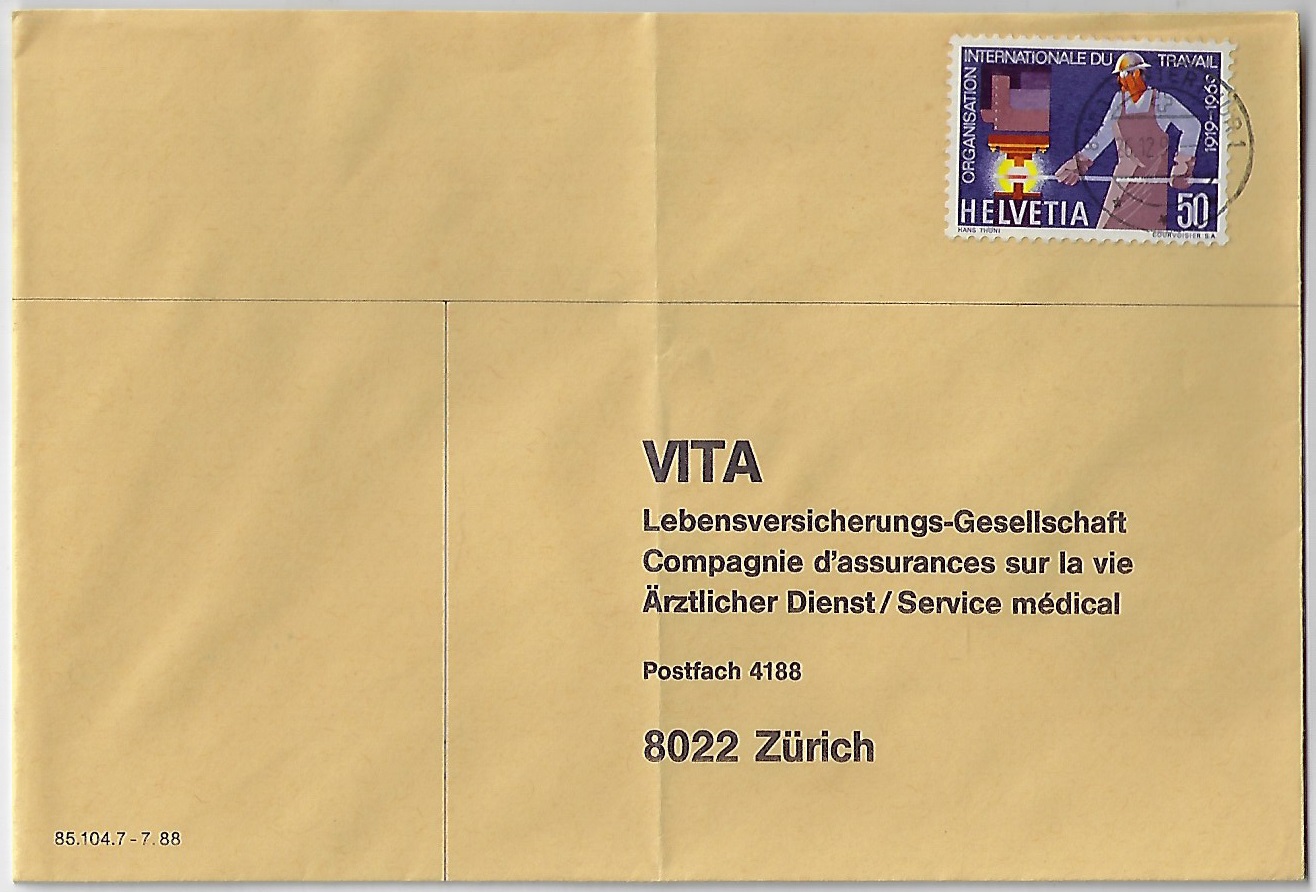 ORGANISATION INTERNATIONALE DU TRAVAIL
1919-1969
HELVETIA
50
HANS THÖNI
COURVOISIER S.A.
VITA
Lebensversicherungs-Gesellschaft
Compagnie d'assurances sur la vie
Ärztlicher Dienst / Service médical
Postfach 4188
8022 Zürich
85.104.7 - 7. 88